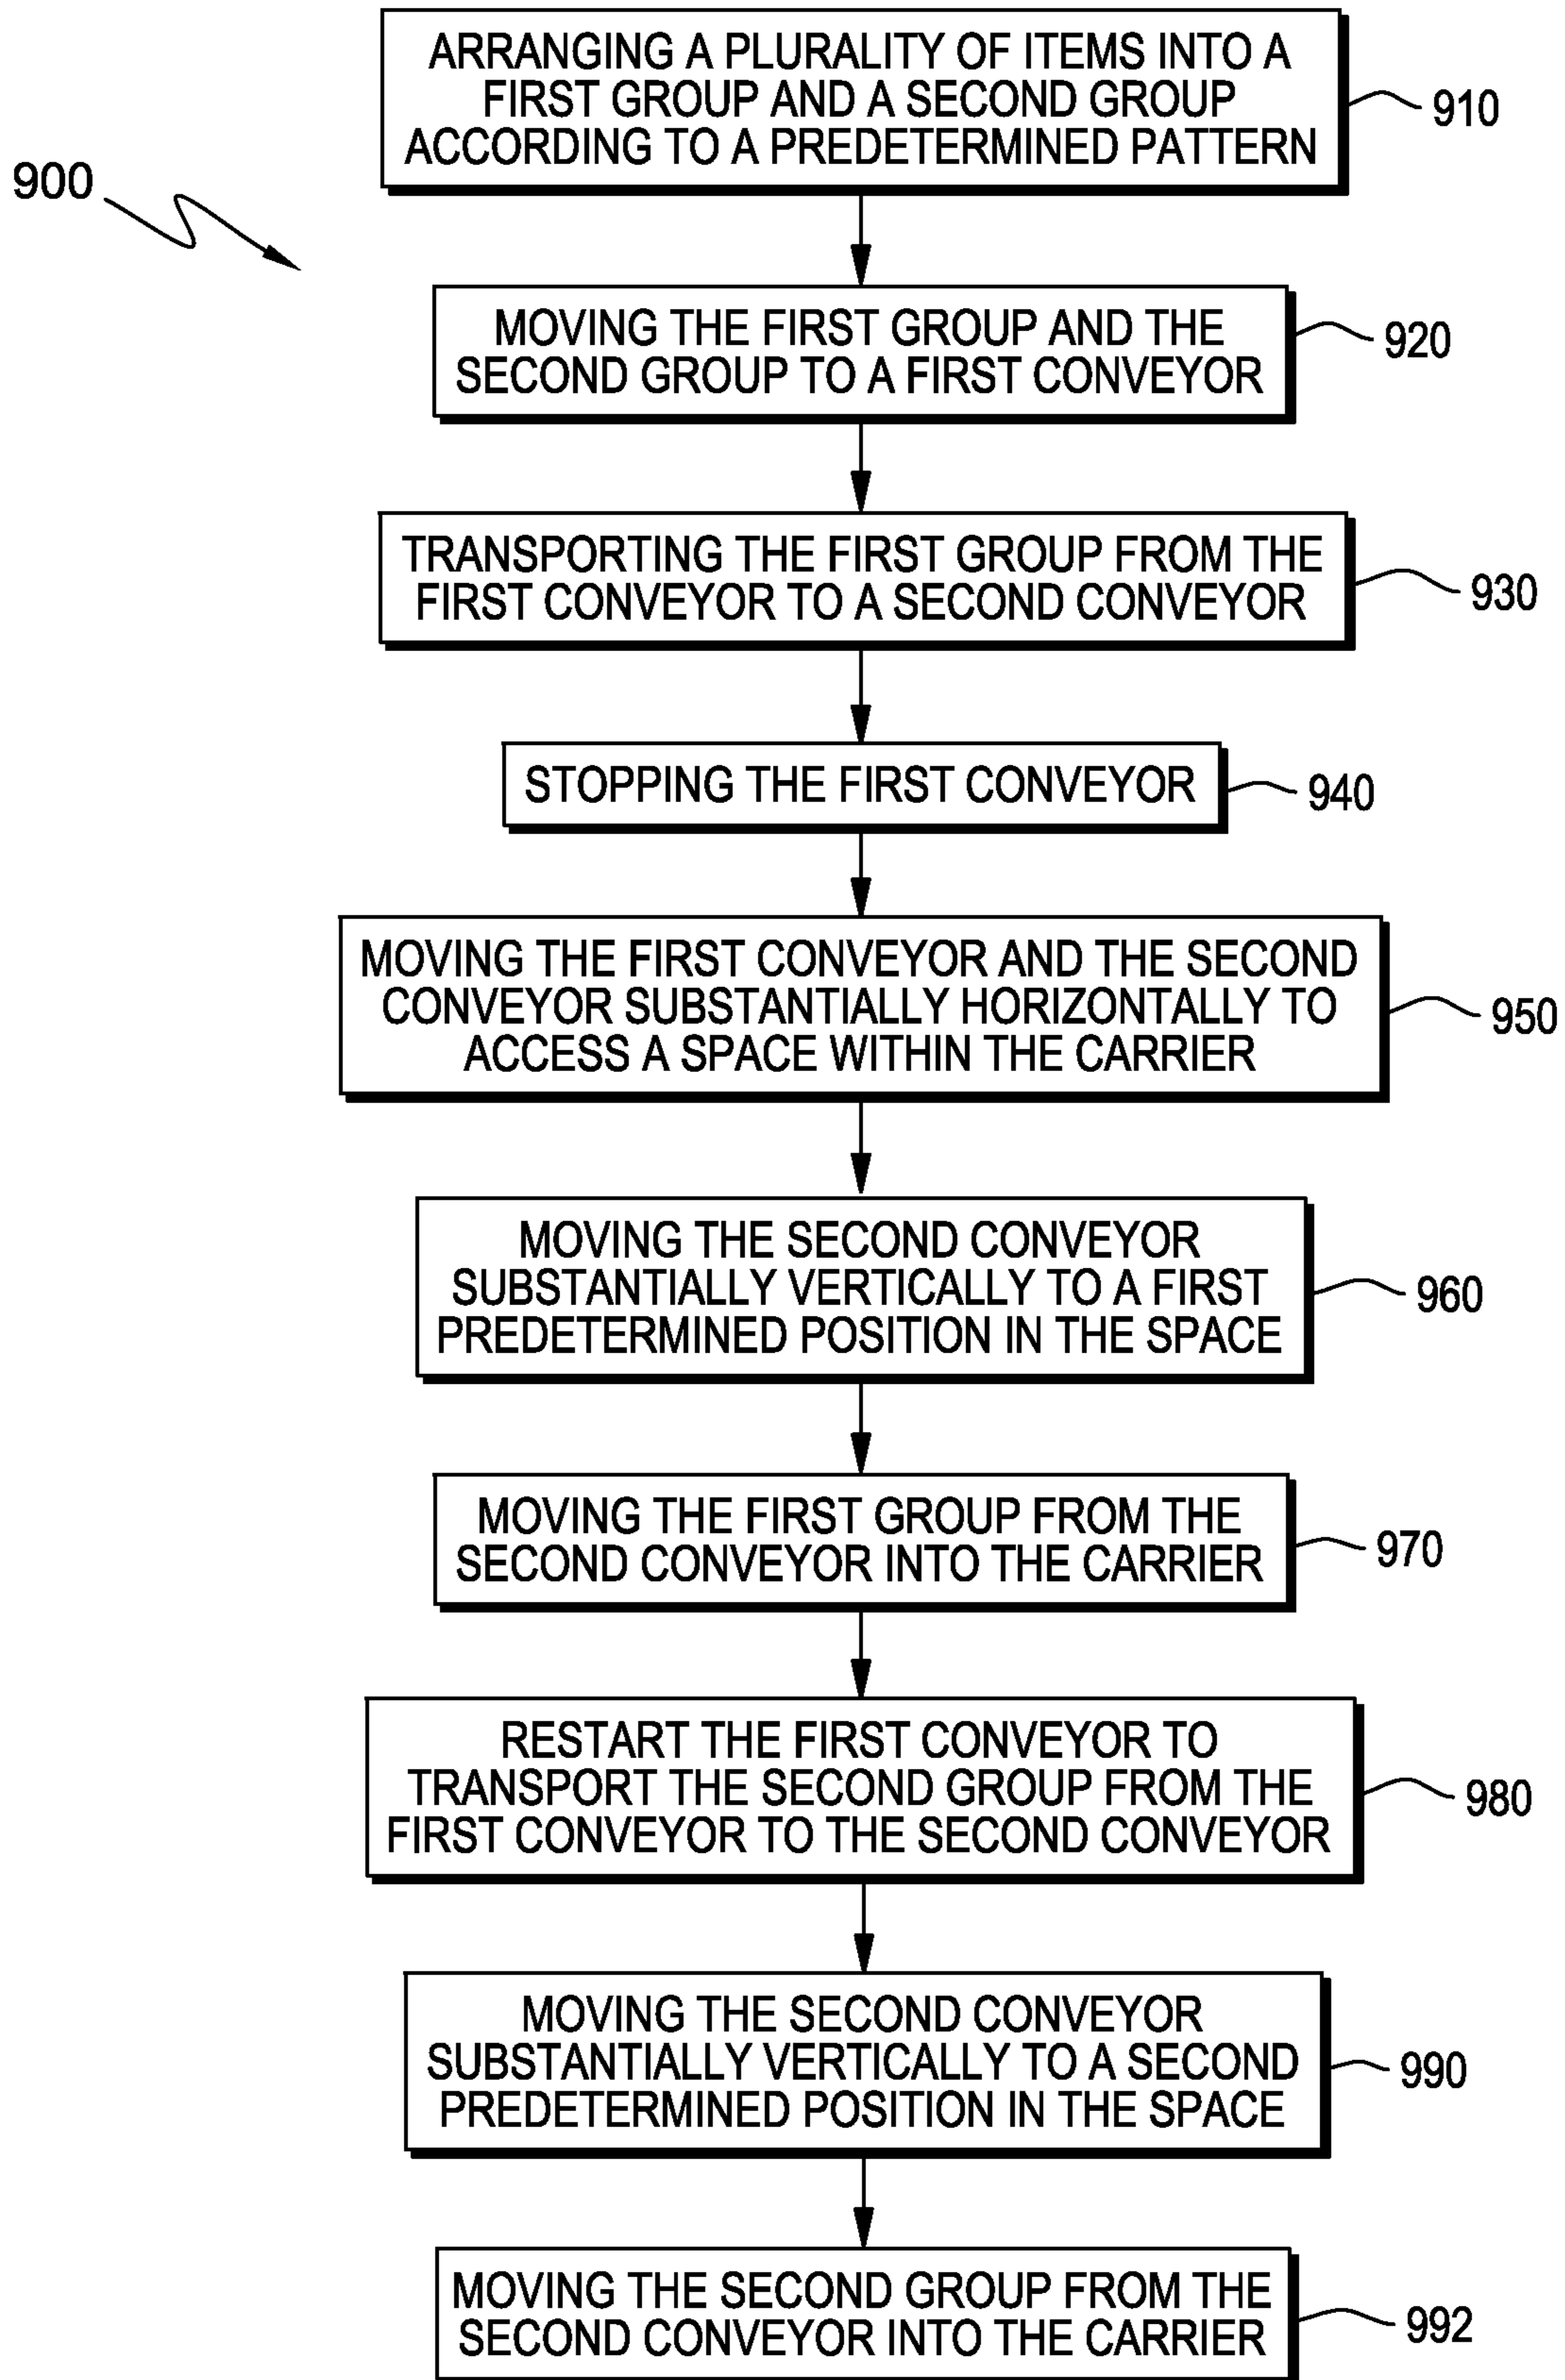 ARRANGING A PLURALITY OF ITEMS INTO A
FIRST GROUP AND A SECOND GROUP
ACCORDING TO A PREDETERMINED PATTERN
910
900
MOVING THE FIRST GROUP AND THE
SECOND GROUP TO A FIRST CONVEYOR
920
TRANSPORTING THE FIRST GROUP FROM THE
FIRST CONVEYOR TO A SECOND CONVEYOR
930
STOPPING THE FIRST CONVEYOR
940
MOVING THE FIRST CONVEYOR AND THE SECOND
CONVEYOR SUBSTANTIALLY HORIZONTALLY TO
ACCESS A SPACE WITHIN THE CARRIER
950
MOVING THE SECOND CONVEYOR
SUBSTANTIALLY VERTICALLY TO A FIRST
PREDETERMINED POSITION IN THE SPACE
960
MOVING THE FIRST GROUP FROM THE
SECOND CONVEYOR INTO THE CARRIER
970
RESTART THE FIRST CONVEYOR TO
TRANSPORT THE SECOND GROUP FROM THE
FIRST CONVEYOR TO THE SECOND CONVEYOR
980
MOVING THE SECOND CONVEYOR
SUBSTANTIALLY VERTICALLY TO A SECOND
PREDETERMINED POSITION IN THE SPACE
990
MOVING THE SECOND GROUP FROM THE
SECOND CONVEYOR INTO THE CARRIER
992